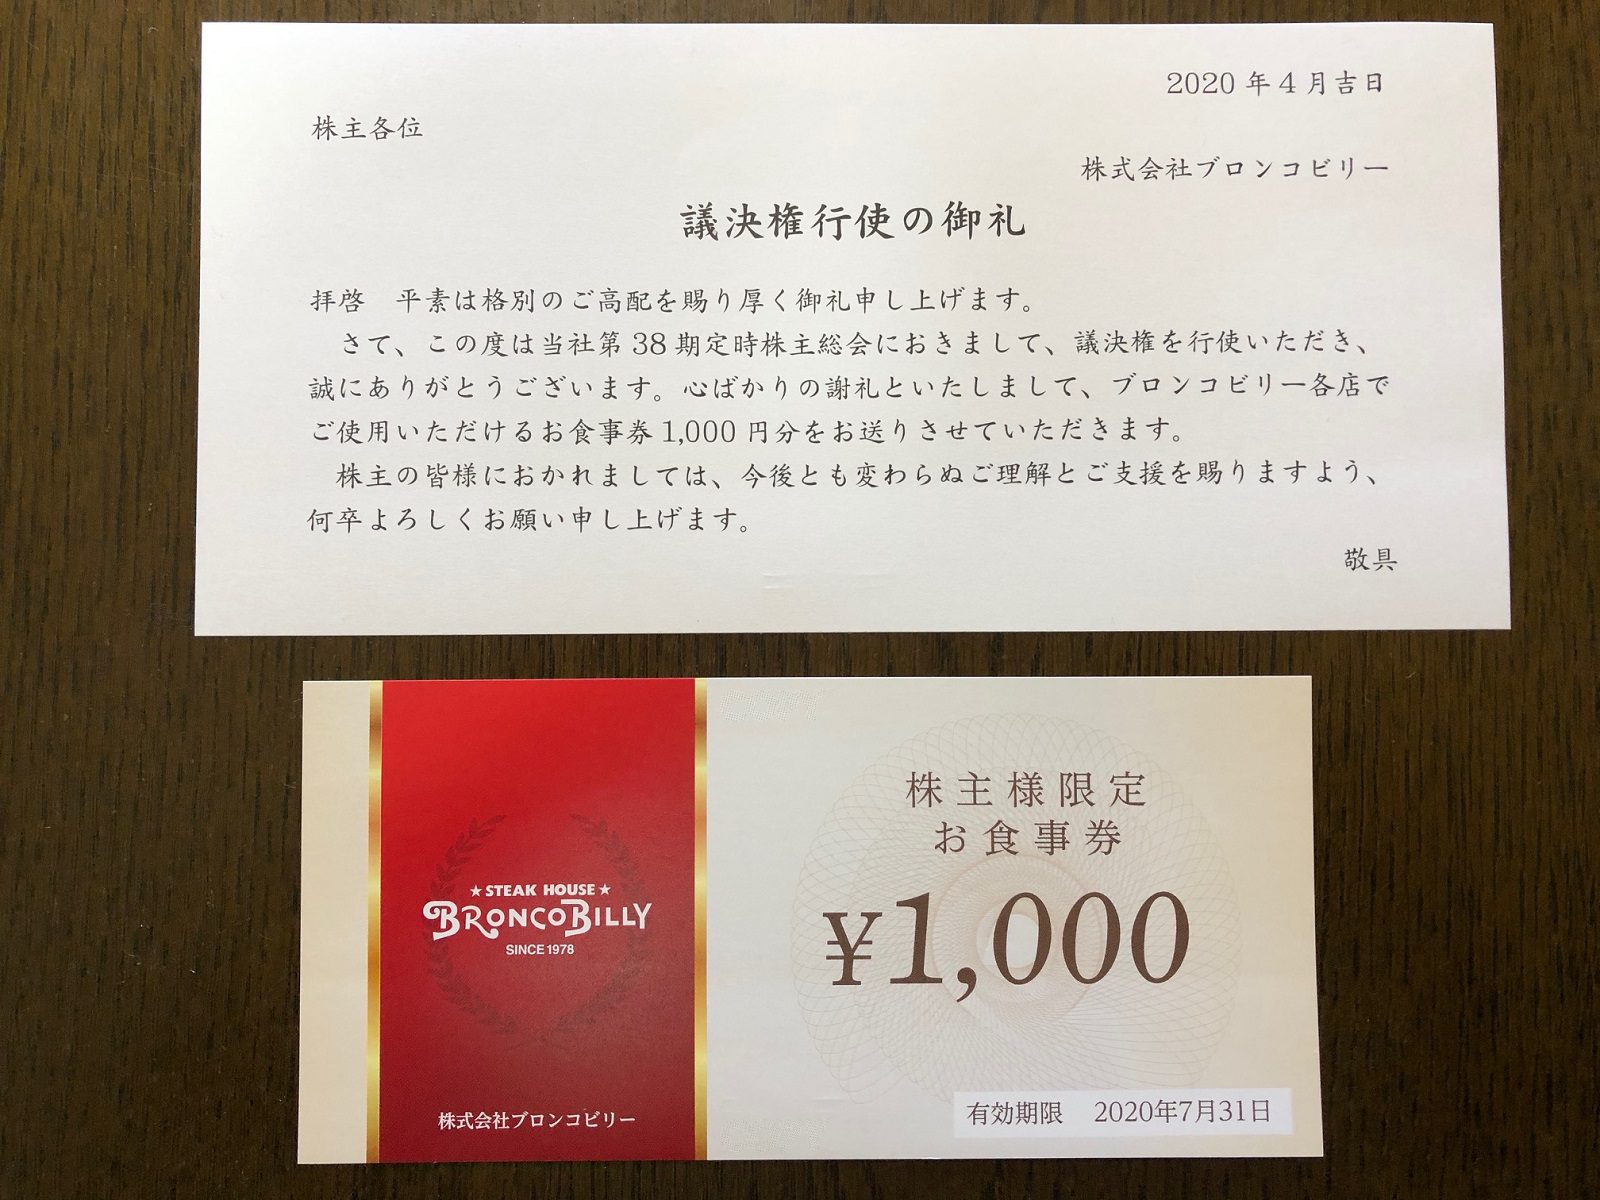 2020 年 4 月吉日
株主各位
株式会社ブロンコビリー
議決権行使の御礼
拝啓　平素は格別のご高配を賜り厚く御礼申し上げます。
さて、この度は当社第 38 期定時株主総会におきまして、議決権を行使いただき、
誠にありがとうございます。心ばかりの謝礼といたしまして、ブロンコビリー各店で
ご使用いただけるお食事券 1,000 円分をお送りさせていただきます。
株主の皆様におかれましては、今後とも変わらぬご理解とご支援を賜りますよう、
何卒よろしくお願い申し上げます。
敬具
★STEAK HOUSE★
BRONCOBILLY
SINCE 1978
株式会社ブロンコビリー
株主様限定
お食事券
¥1,000
有効期限　2020年7月31日